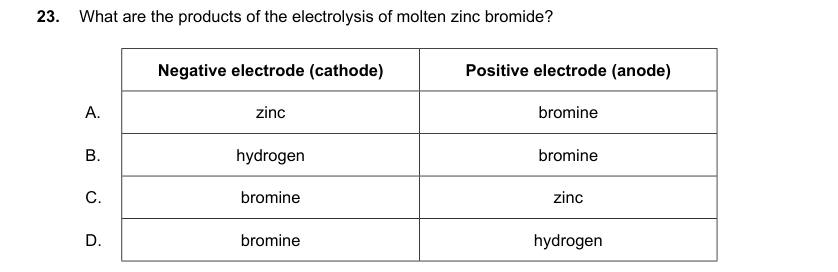 23. What are the products of the electrolysis of molten zinc bromide?
Negative electrode (cathode) Positive electrode (anode)
A. zinc bromine
B. hydrogen bromine
C. bromine zinc
D. bromine hydrogen